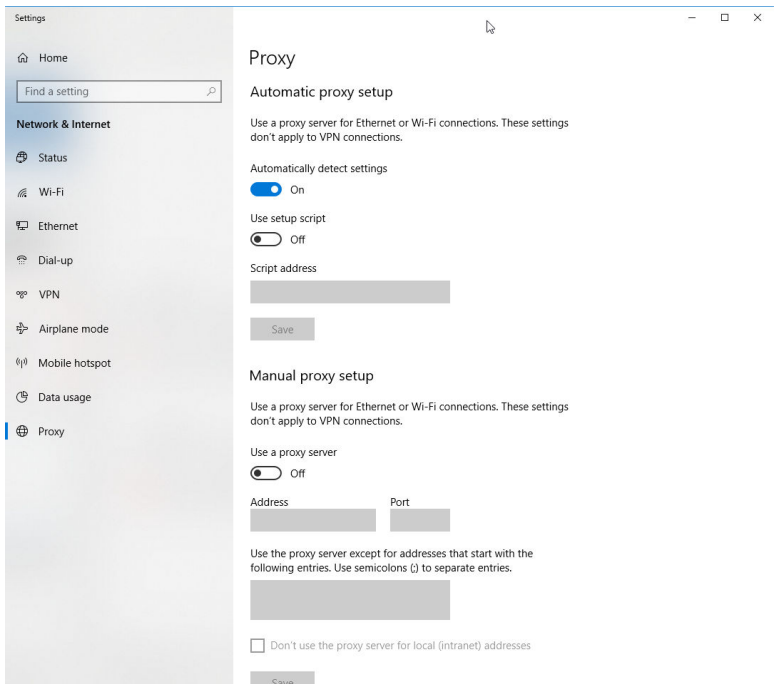 Settings
Home
Find a setting
Network & Internet
Status
Wi-Fi
Ethernet
Dial-up
VPN
Airplane mode
Mobile hotspot
Data usage
Proxy
Proxy
Automatic proxy setup
Use a proxy server for Ethernet or Wi-Fi connections. These settings
don't apply to VPN connections.
Automatically detect settings
On
Use setup script
Off
Script address
Save
Manual proxy setup
Use a proxy server for Ethernet or Wi-Fi connections. These settings
don't apply to VPN connections.
Use a proxy server
Off
Address Port
Use the proxy server except for addresses that start with the
following entries. Use semicolons (;) to separate entries.
Don't use the proxy server for local (intranet) addresses
Save